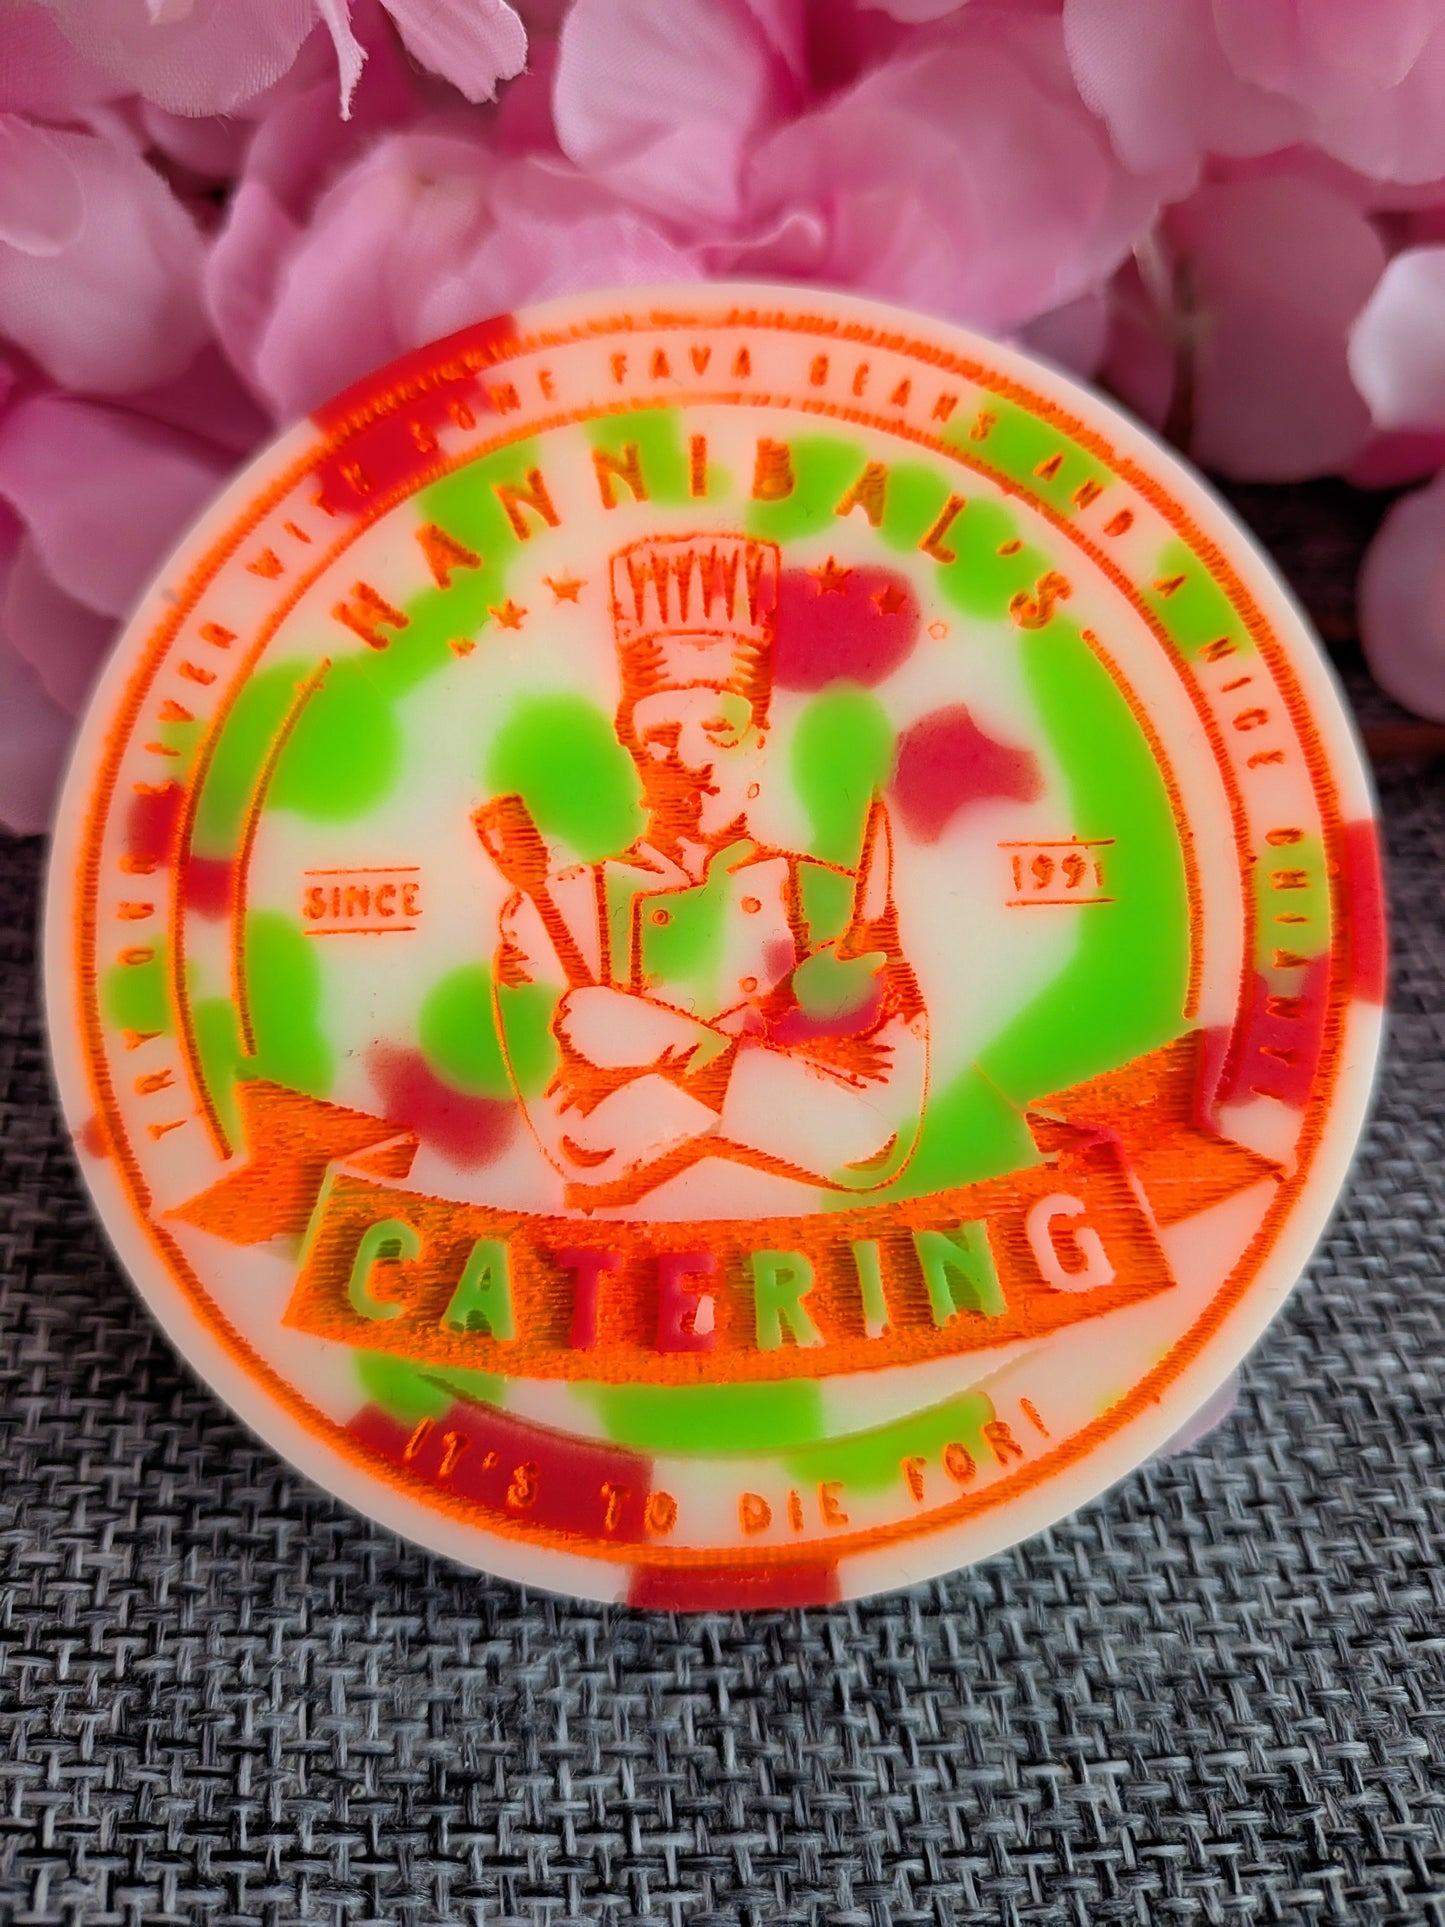 TRY OUR LIVER WITH SOME FAVA BEANS AND A NICE CHIANTI
HANNIBAL'S
SINCE 1991
CATERING
IT'S TO DIE FOR!